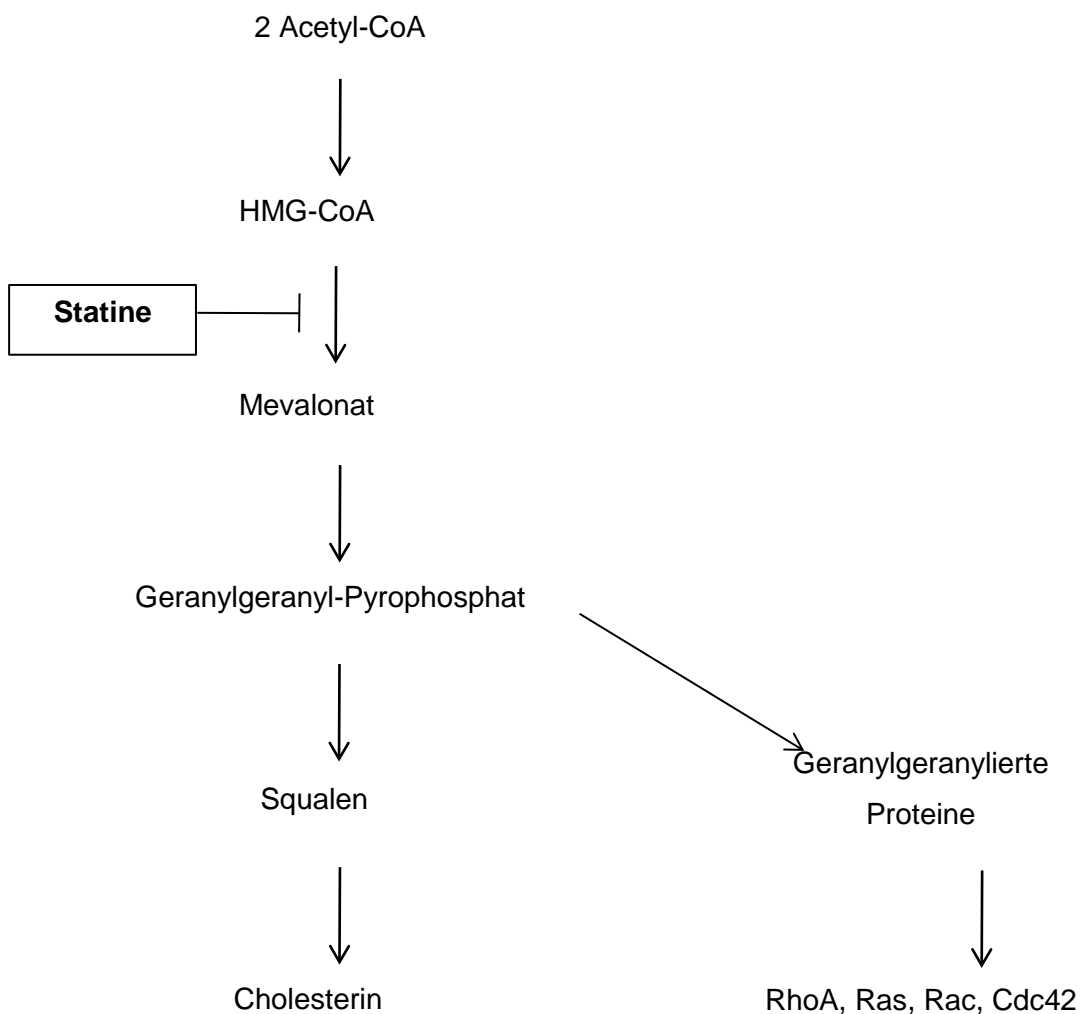 2 Acetyl-CoA
HMG-CoA
Statine
Mevalonat
Geranylgeranyl-Pyrophosphat
Geranylgeranylierte
Proteine
Squalen
Cholesterin
RhoA, Ras, Rac, Cdc42